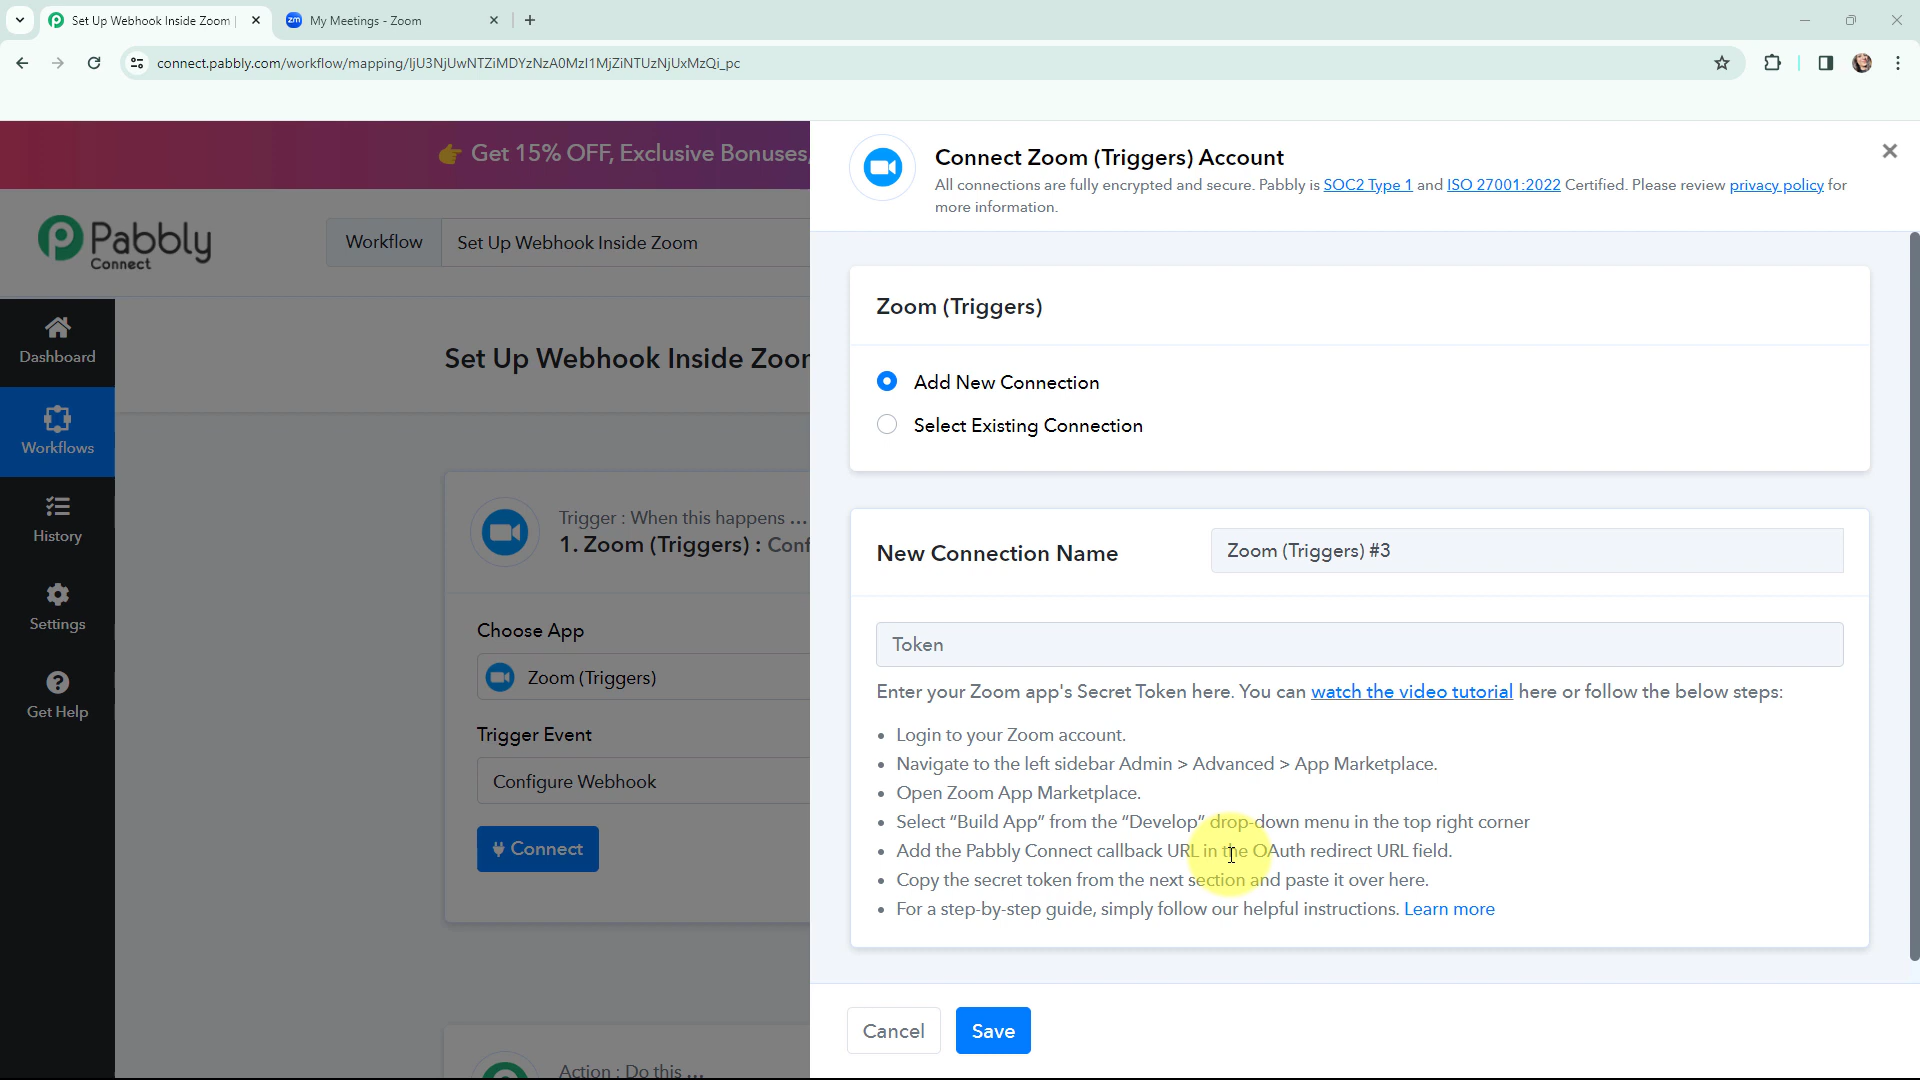 Set Up Webhook Inside Zoom
zm
My Meetings - Zoom
connect.pabbly.com/workflow/mapping/
Get 15% OFF, Exclusive Bonuses,
Pabbly
Connect
Workflow
Set Up Webhook Inside Zoom
Dashboard
Workflows
History
Settings
Get Help
Set Up Webhook Inside Zoom
Trigger : When this happens ...
1. Zoom (Triggers) : Conf
Choose App
Zoom (Triggers)
Trigger Event
Configure Webhook
Connect
Action : Do this ...
Connect Zoom (Triggers) Account
All connections are fully encrypted and secure. Pabbly is SOC2 Type 1 and ISO 27001:2022 Certified. Please review privacy policy for
more information.
Zoom (Triggers)
Add New Connection
Select Existing Connection
New Connection Name
Zoom (Triggers) #3
Token
Enter your Zoom app's Secret Token here. You can watch the video tutorial here or follow the below steps:
• Login to your Zoom account.
• Navigate to the left sidebar Admin > Advanced > App Marketplace.
• Open Zoom App Marketplace.
• Select “Build App” from the “Develop” drop-down menu in the top right corner
• Add the Pabbly Connect callback URL in the OAuth redirect URL field.
• Copy the secret token from the next section and paste it over here.
• For a step-by-step guide, simply follow our helpful instructions. Learn more
Cancel
Save